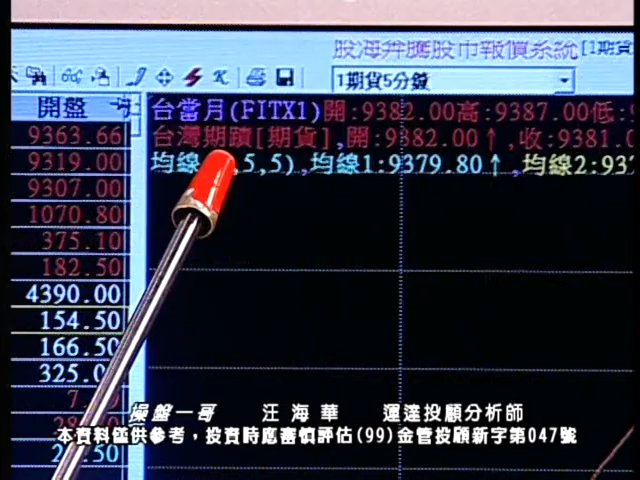 股海奔騰股市報價系統[1期貨
1期貨5分鐘
開盤
台當月(FITX1)開:9382.00高:9387.00低:
台灣期蹟[期貨],開:9382.00↑,收:9381.0
均線 ,5,5),均線1:9379.80↑,均線2:937
9363.66
9319.00
9307.00
1070.80
375.10
182.50
4390.00
154.50
166.50
325.0
操盤一哥 汪海華 運達投顧分析師
本資料僅供參考,投資時應審慎評估(99)金管投顧新字第047號